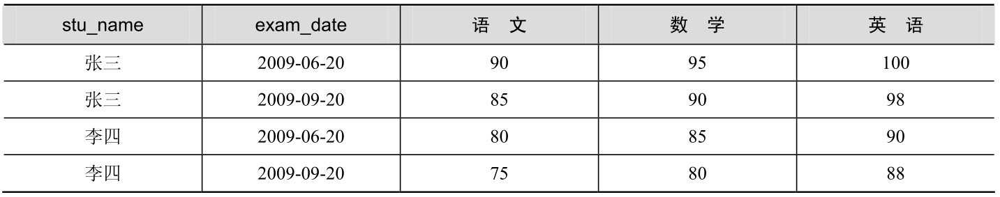 stu_name exam_date 语 文 数 学 英 语
张三 2009-06-20 90 95 100
张三 2009-09-20 85 90 98
李四 2009-06-20 80 85 90
李四 2009-09-20 75 80 88